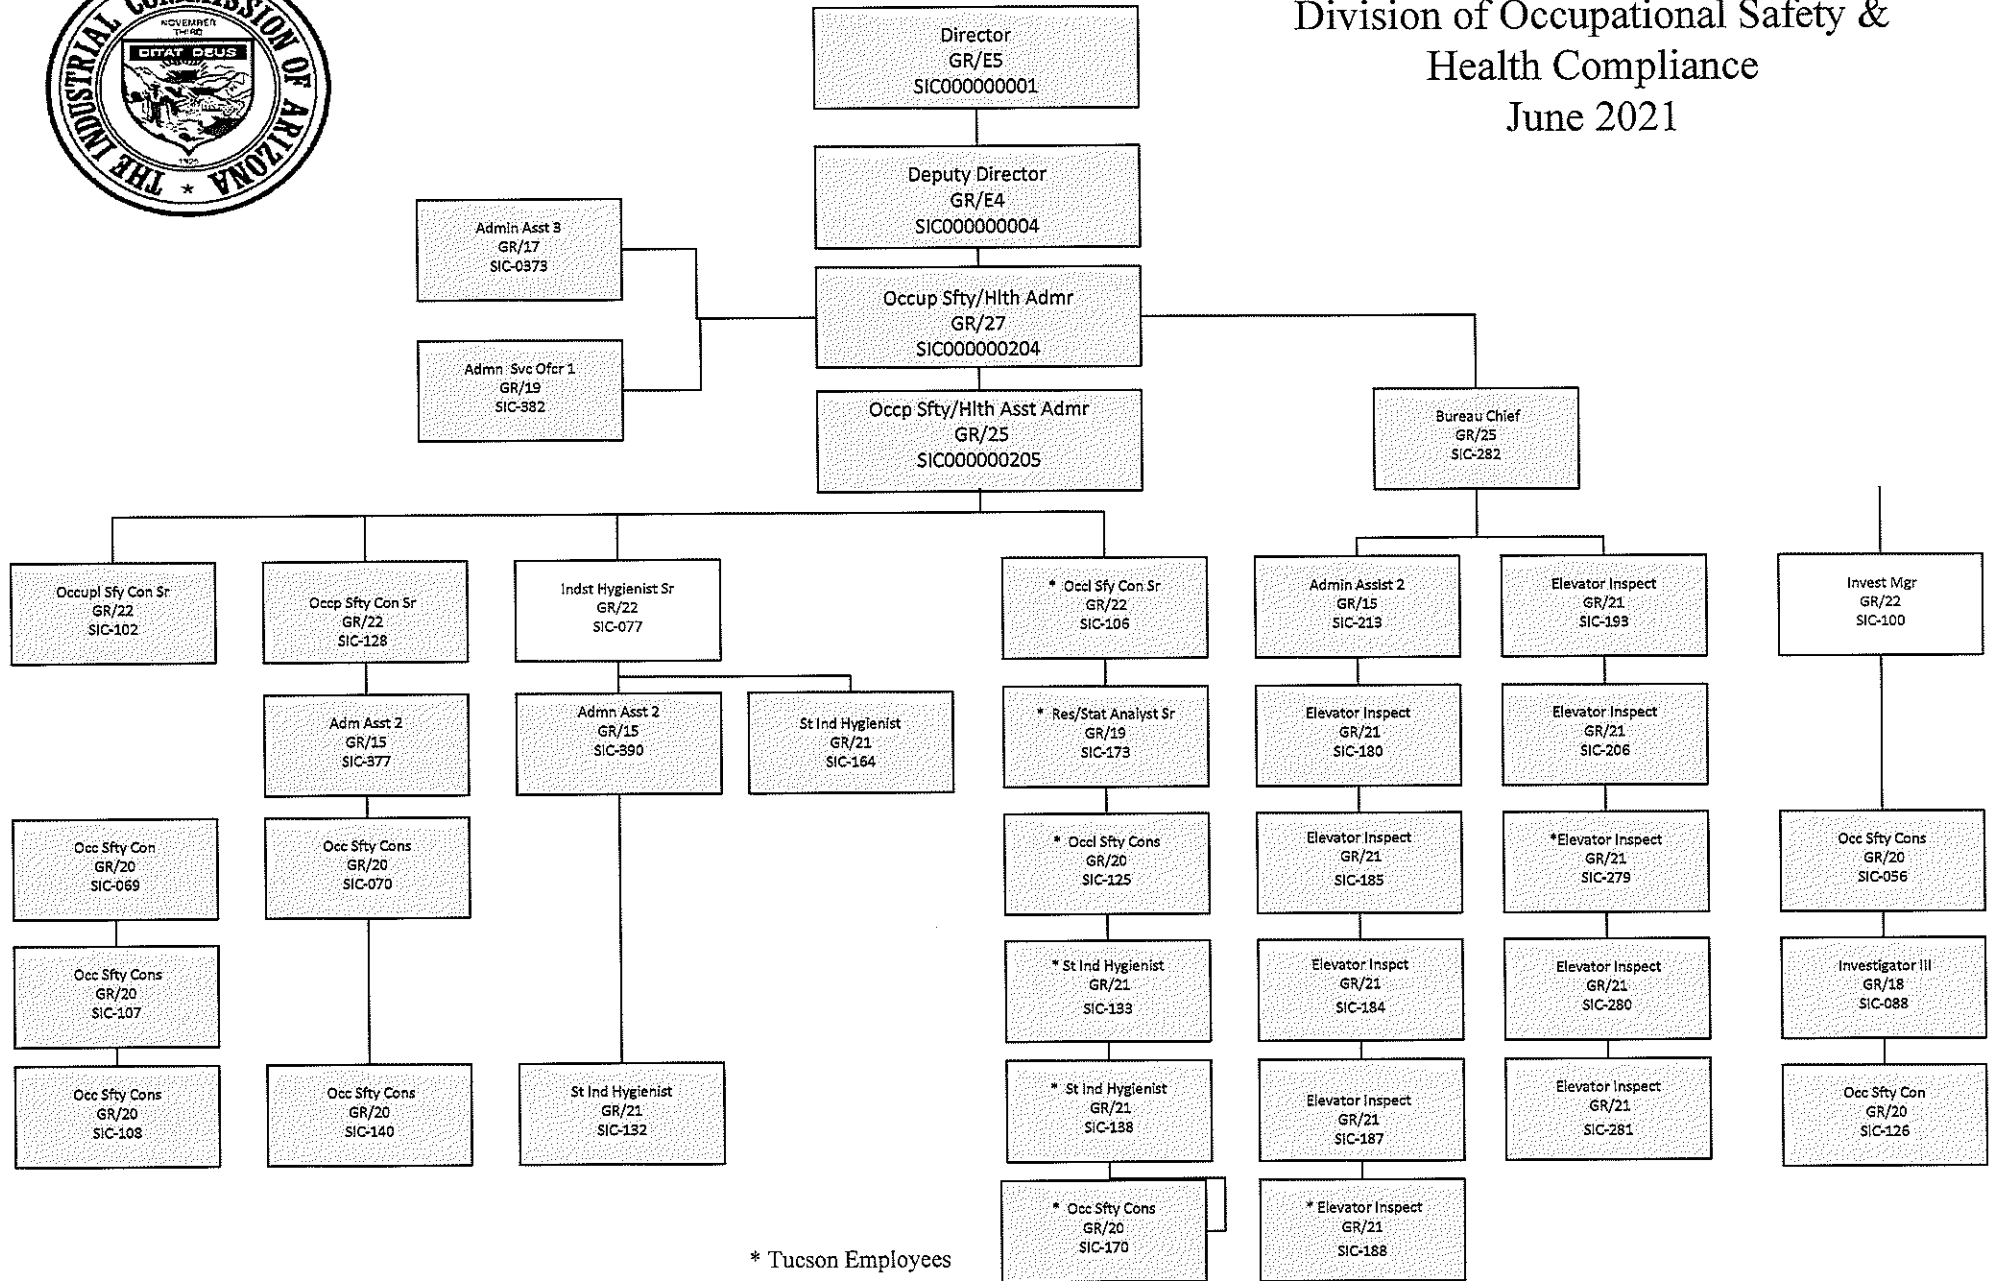 THE INDUSTRIAL COMMISSION OF ARIZONA
NOVEMBER
THIRD
DITAT DEUS
Division of Occupational Safety &
Health Compliance
June 2021
Director
GR/E5
SIC000000001
Deputy Director
GR/E4
SIC000000004
Admin Asst 3
GR/17
SIC-0373
Occup Sfty/Hlth Admr
GR/27
SIC000000204
Admn Svc Ofcr 1
GR/19
SIC-382
Occp Sfty/Hlth Asst Admr
GR/25
SIC000000205
Bureau Chief
GR/25
SIC-282
Occupl Sfy Con Sr
GR/22
SIC-102
Occp Sfty Con Sr
GR/22
SIC-128
Indst Hygienist Sr
GR/22
SIC-077
* Occl Sfy Con Sr
GR/22
SIC-106
Admin Assist 2
GR/15
SIC-213
Elevator Inspect
GR/21
SIC-193
Invest Mgr
GR/22
SIC-100
Adm Asst 2
GR/15
SIC-377
Admn Asst 2
GR/15
SIC-390
St Ind Hygienist
GR/21
SIC-164
* Res/Stat Analyst Sr
GR/19
SIC-173
Elevator Inspect
GR/21
SIC-180
Elevator Inspect
GR/21
SIC-206
Occ Sfty Con
GR/20
SIC-069
Occ Sfty Cons
GR/20
SIC-070
* Occl Sfty Cons
GR/20
SIC-125
Elevator Inspect
GR/21
SIC-185
*Elevator Inspect
GR/21
SIC-279
Occ Sfty Cons
GR/20
SIC-056
Occ Sfty Cons
GR/20
SIC-107
* St Ind Hygienist
GR/21
SIC-133
Elevator Inspct
GR/21
SIC-184
Elevator Inspect
GR/21
SIC-280
Investigator III
GR/18
SIC-088
Occ Sfty Cons
GR/20
SIC-108
Occ Sfty Cons
GR/20
SIC-140
St Ind Hygienist
GR/21
SIC-132
* St Ind Hygienist
GR/21
SIC-138
Elevator Inspect
GR/21
SIC-187
Elevator Inspect
GR/21
SIC-281
Occ Sfty Con
GR/20
SIC-126
* Occ Sfty Cons
GR/20
SIC-170
* Elevator Inspect
GR/21
SIC-188
* Tucson Employees